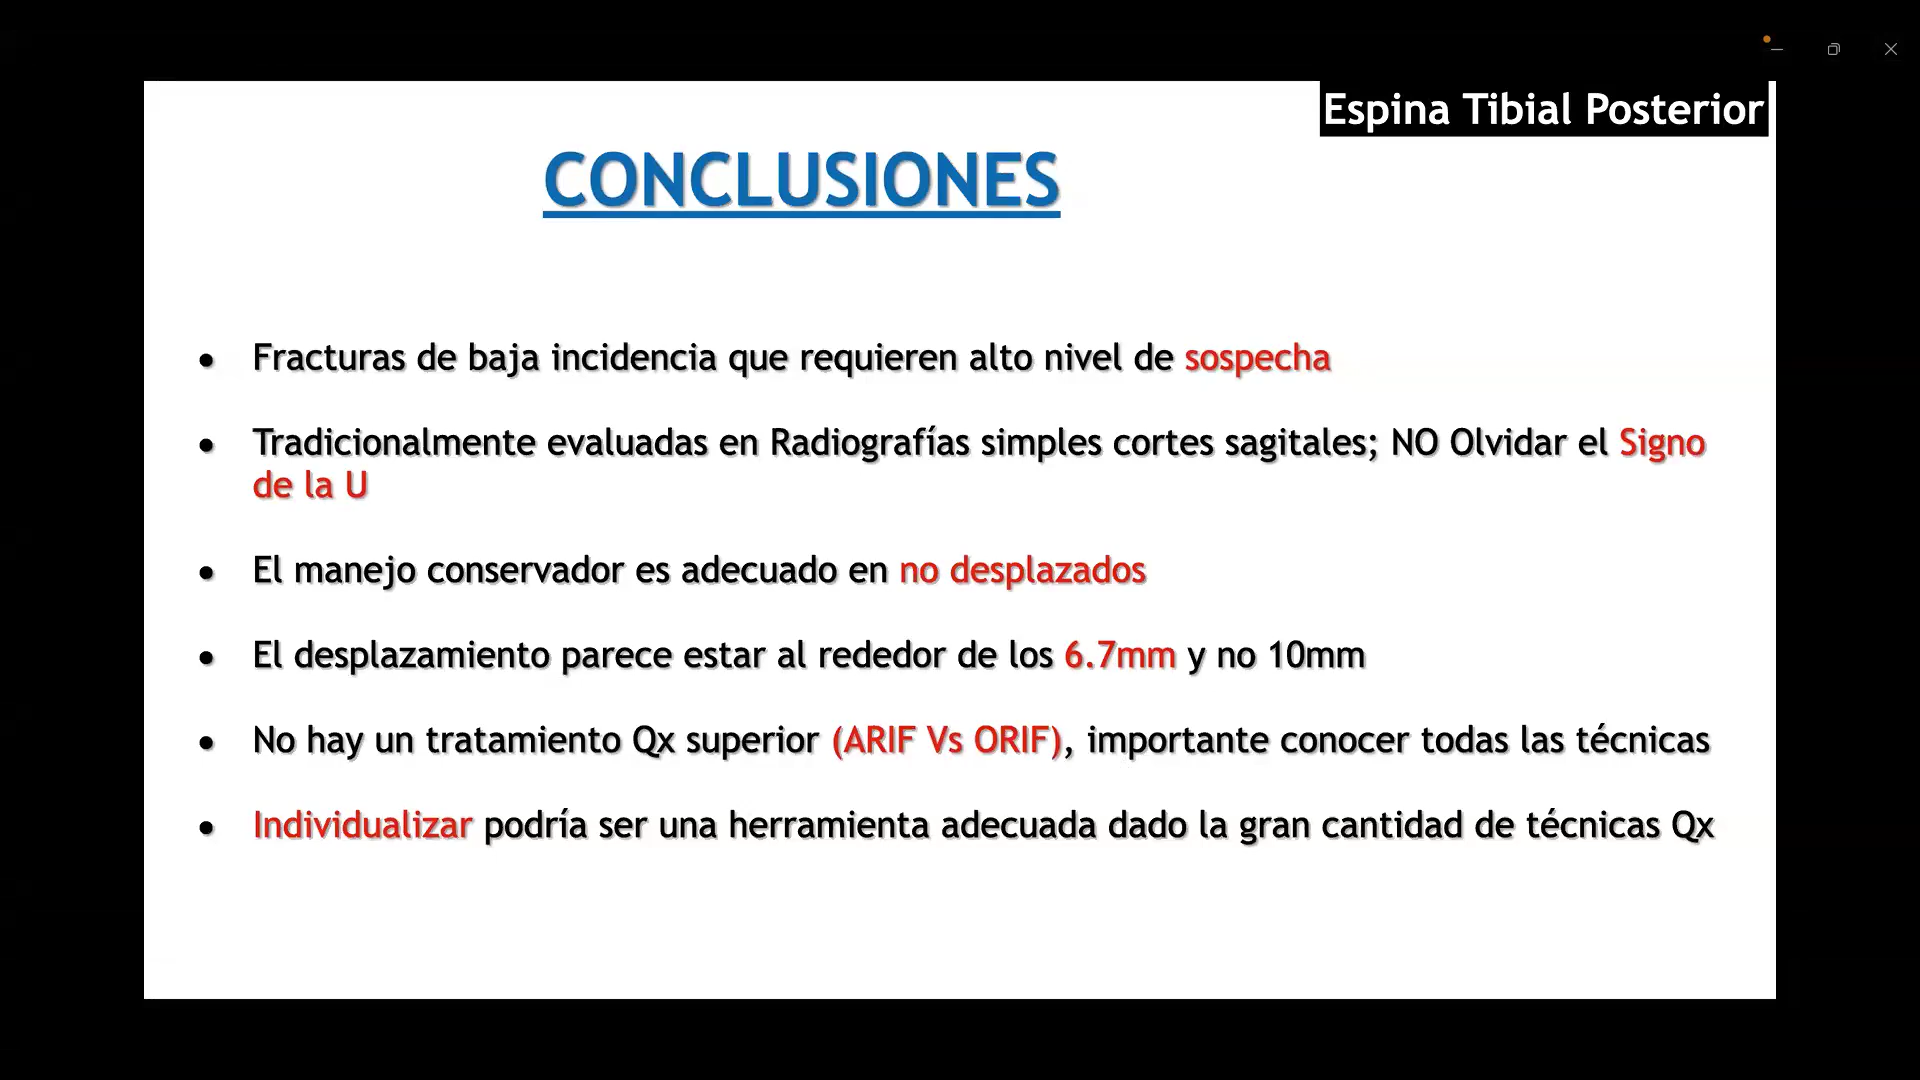 Espina Tibial Posterior
CONCLUSIONES
• Fracturas de baja incidencia que requieren alto nivel de sospecha
• Tradicionalmente evaluadas en Radiografías simples cortes sagitales; NO Olvidar el Signo
de la U
• El manejo conservador es adecuado en no desplazados
• El desplazamiento parece estar al rededor de los 6.7mm y no 10mm
• No hay un tratamiento Qx superior (ARIF Vs ORIF), importante conocer todas las técnicas
• Individualizar podría ser una herramienta adecuada dado la gran cantidad de técnicas Qx